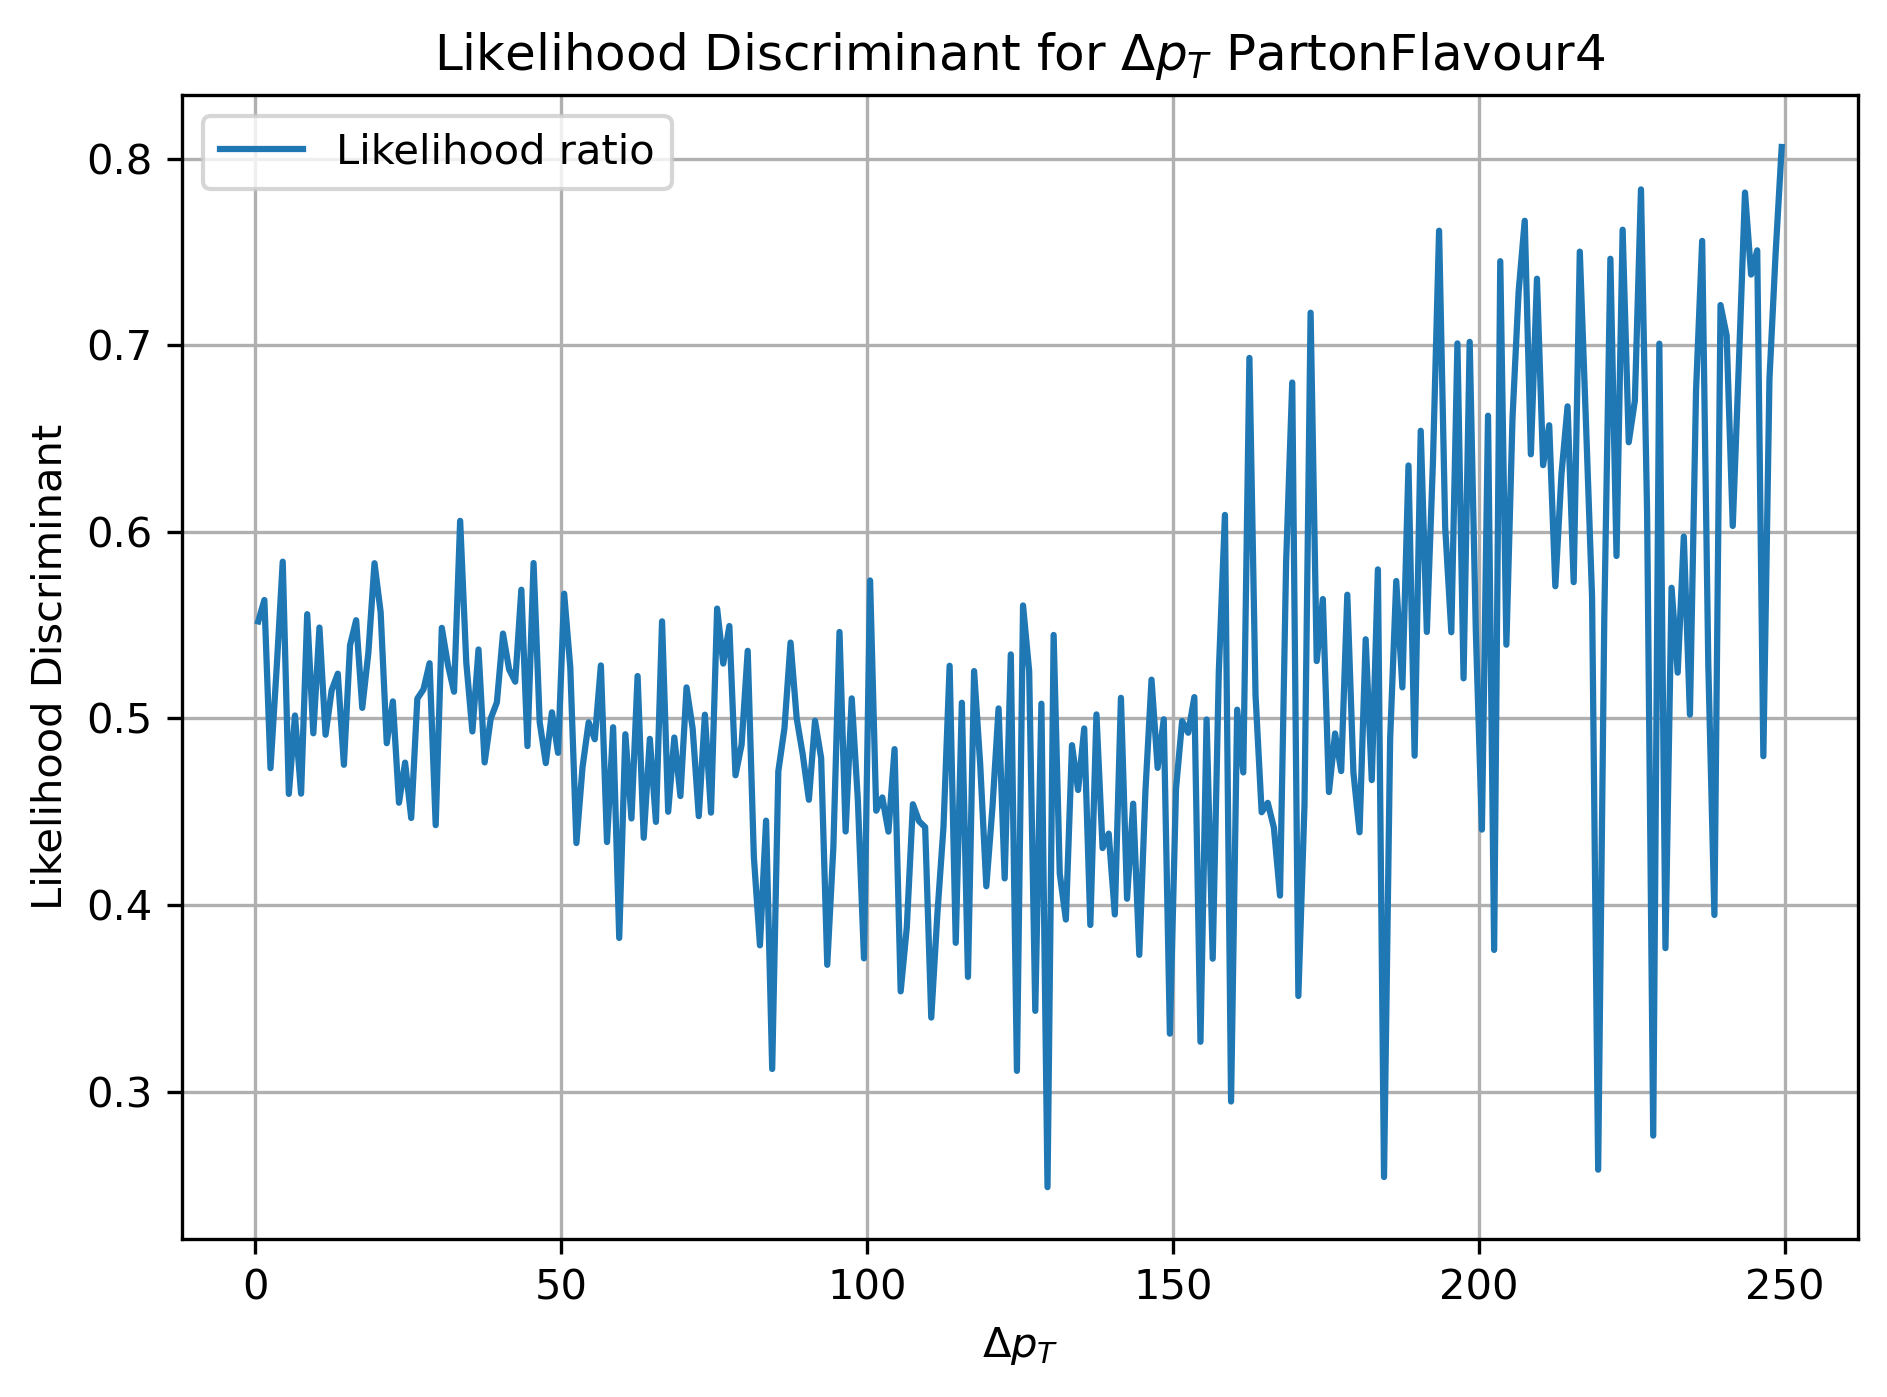 Likelihood Discriminant for Δp_T PartonFlavour4
Likelihood ratio
0.8
0.7
0.6
0.5
0.4
0.3
Likelihood Discriminant
0 50 100 150 200 250
Δp_T